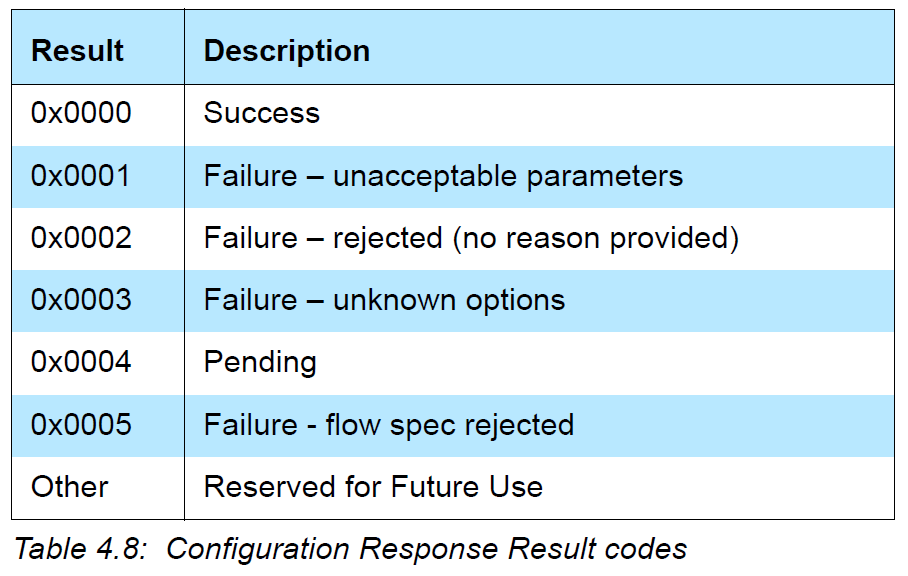 Result Description
0x0000 Success
0x0001 Failure – unacceptable parameters
0x0002 Failure – rejected (no reason provided)
0x0003 Failure – unknown options
0x0004 Pending
0x0005 Failure - flow spec rejected
Other Reserved for Future Use
Table 4.8: Configuration Response Result codes